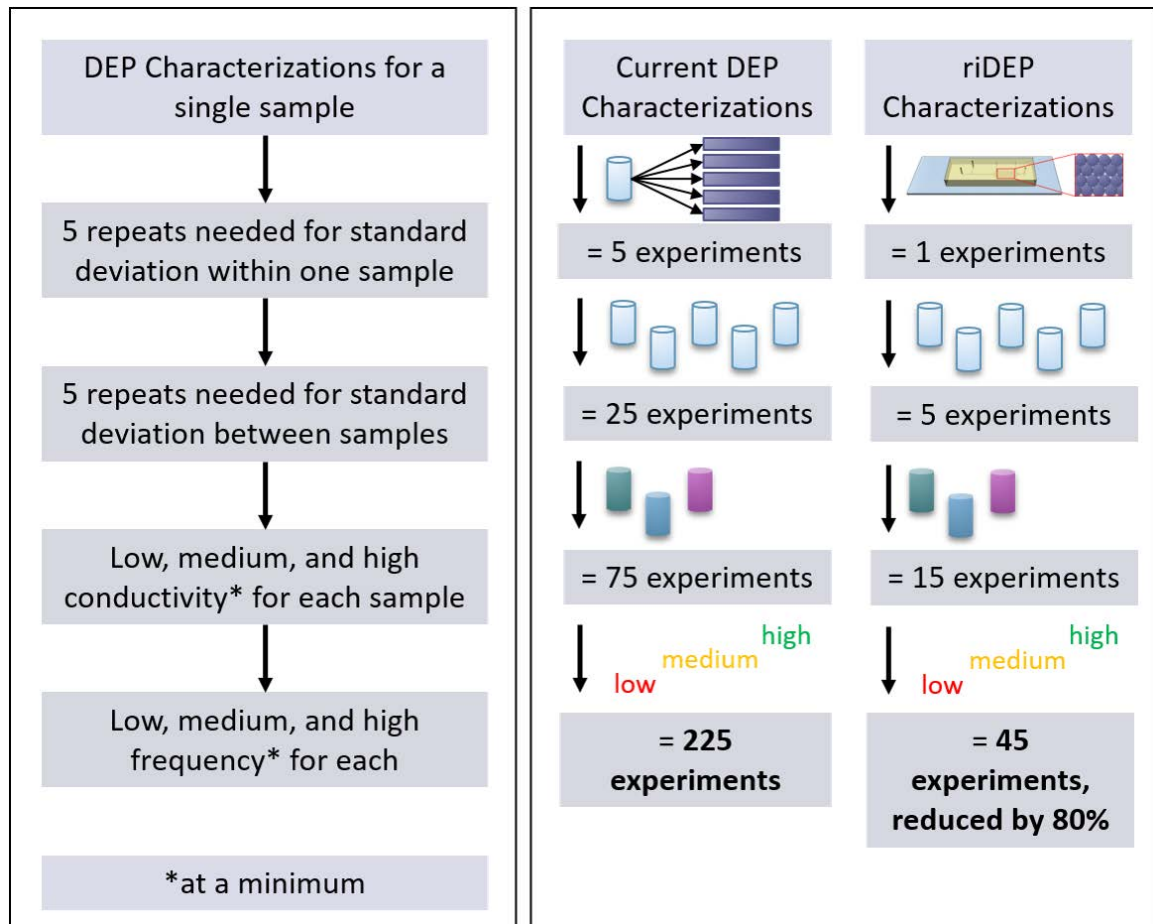 DEP Characterizations for a
single sample
5 repeats needed for standard
deviation within one sample
5 repeats needed for standard
deviation between samples
Low, medium, and high
conductivity* for each sample
Low, medium, and high
frequency* for each
*at a minimum
Current DEP
Characterizations
= 5 experiments
= 25 experiments
= 75 experiments
high
medium
low
= 225
experiments
riDEP
Characterizations
= 1 experiments
= 5 experiments
= 15 experiments
high
medium
low
= 45
experiments,
reduced by 80%